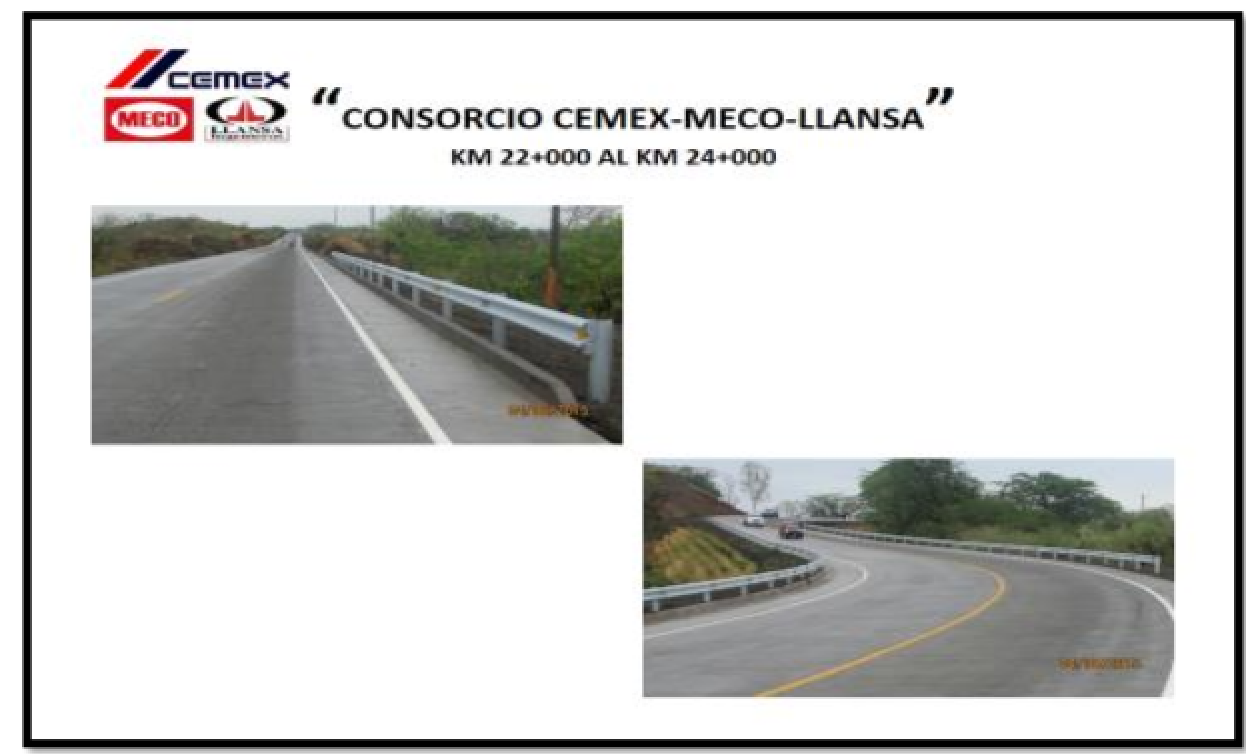 CEMEX
MECO
LLANSA
“CONSORCIO CEMEX-MECO-LLANSA”
KM 22+000 AL KM 24+000